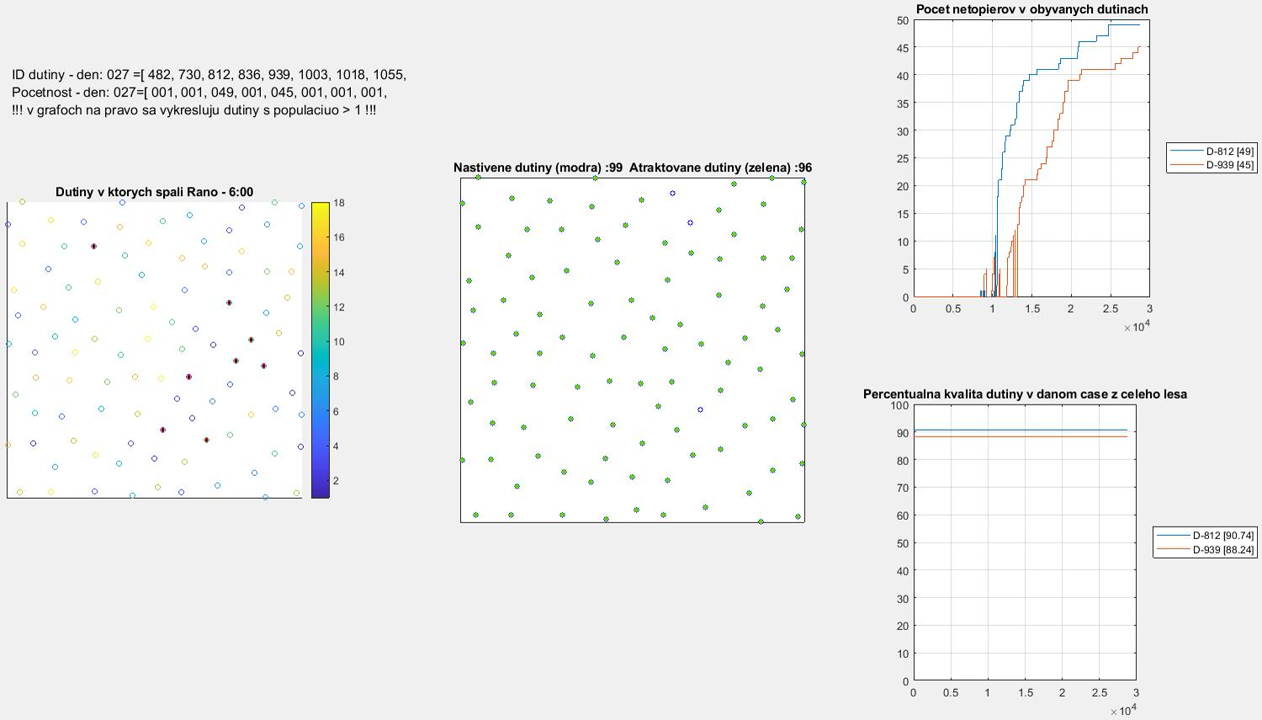 ID dutiny - den: 027 =[ 482, 730, 812, 836, 939, 1003, 1018, 1055,
Pocetnost - den: 027=[ 001, 001, 049, 001, 045, 001, 001, 001,
!!! v grafoch na pravo sa vykresluju dutiny s populaciuo > 1 !!!
Dutiny v ktorych spali Rano - 6:00
18
16
14
12
10
8
6
4
2
Nastivene dutiny (modra) :99 Atraktovane dutiny (zelena) :96
Pocet netopierov v obyvanych dutinach
50
45
40
35
30
25
20
15
10
5
0
0 0.5 1 1.5 2 2.5 3
×10^4
D-812 [49]
D-939 [45]
Percentualna kvalita dutiny v danom case z celeho lesa
100
90
80
70
60
50
40
30
20
10
0
0 0.5 1 1.5 2 2.5 3
×10^4
D-812 [90.74]
D-939 [88.24]